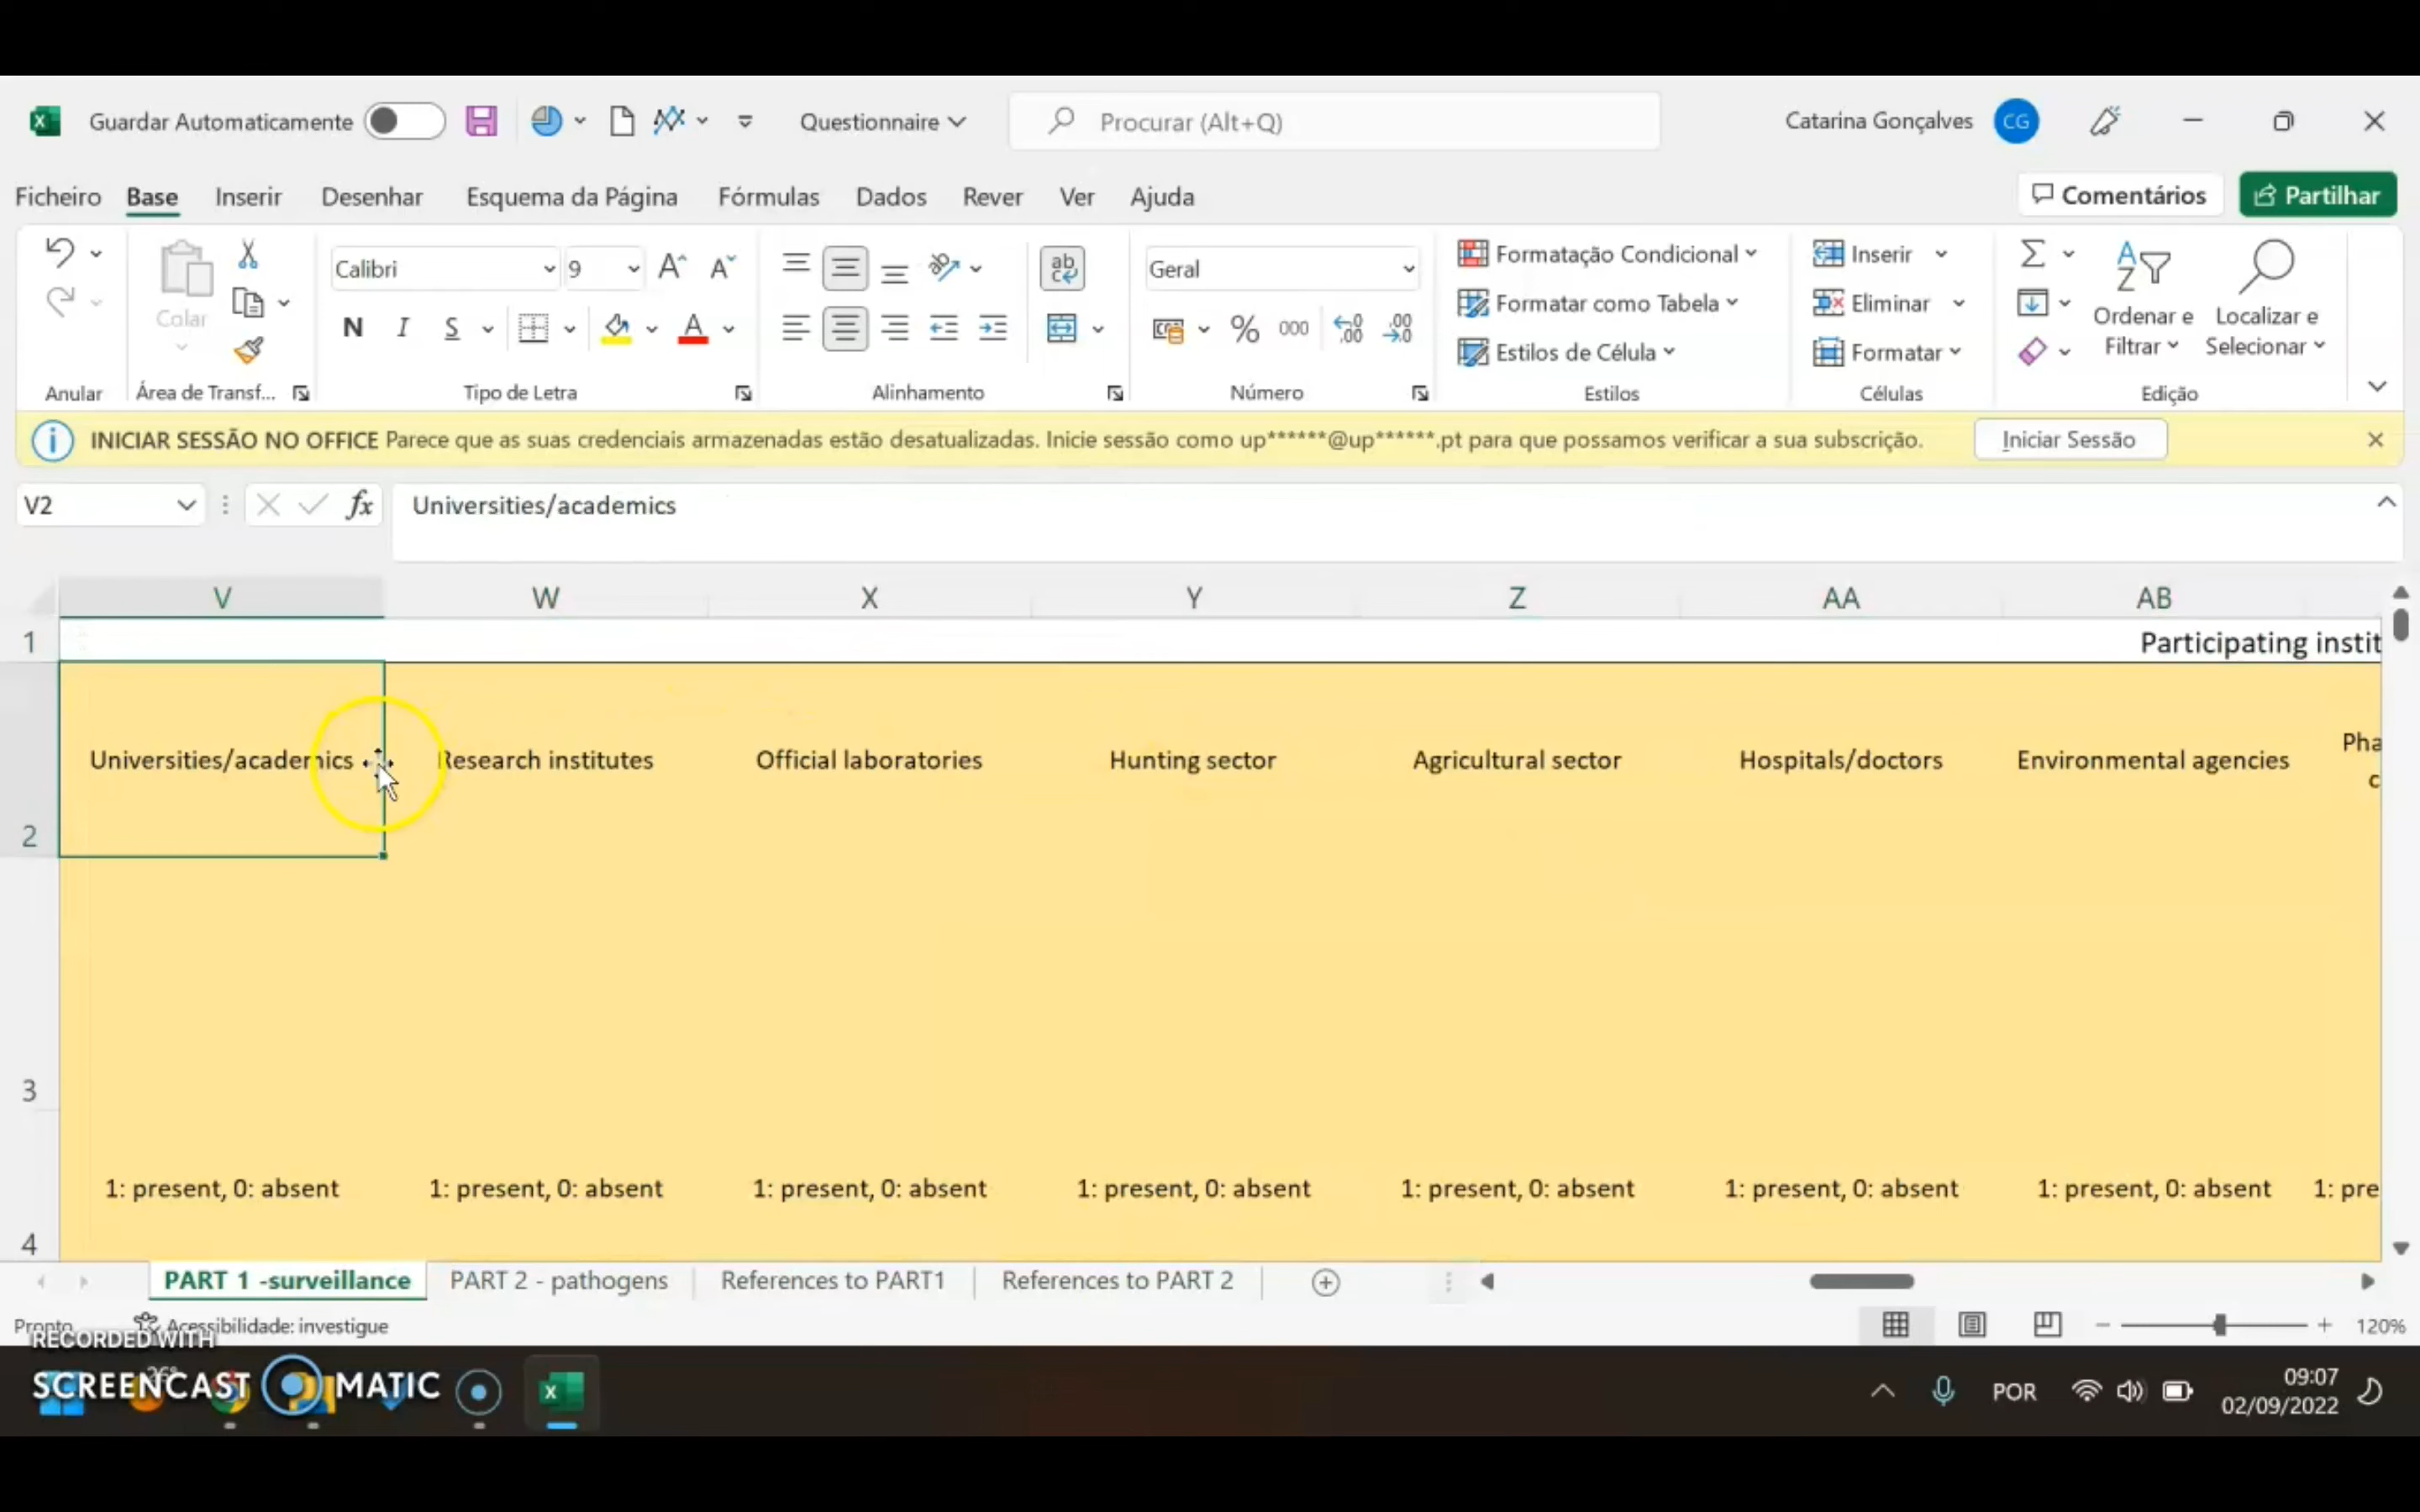 Guardar Automaticamente Questionnaire Procurar (Alt+Q) Catarina Gonçalves CG
Ficheiro Base Inserir Desenhar Esquema da Página Fórmulas Dados Rever Ver Ajuda Comentários Partilhar
Colar Calibri 9 N I S Geral % 000 Formatação Condicional Formatar como Tabela Estilos de Célula Inserir Eliminar Formatar Ordenar e Filtrar Localizar e Selecionar
Anular Área de Transf... Tipo de Letra Alinhamento Número Estilos Células Edição
INICIAR SESSÃO NO OFFICE Parece que as suas credenciais armazenadas estão desatualizadas. Inicie sessão como up******@up******.pt para que possamos verificar a sua subscrição. Iniciar Sessão
V2 fx Universities/academics
V W X Y Z AA AB
1 Participating instit
Universities/academics Research institutes Official laboratories Hunting sector Agricultural sector Hospitals/doctors Environmental agencies Pha
c
2
3
1: present, 0: absent 1: present, 0: absent 1: present, 0: absent 1: present, 0: absent 1: present, 0: absent 1: present, 0: absent 1: present, 0: absent 1: pre
4
PART 1 -surveillance PART 2 - pathogens References to PART1 References to PART 2
Pronto Acessibilidade: investigue 120%
RECORDED WITH
SCREENCAST MATIC
26°
POR 09:07
02/09/2022